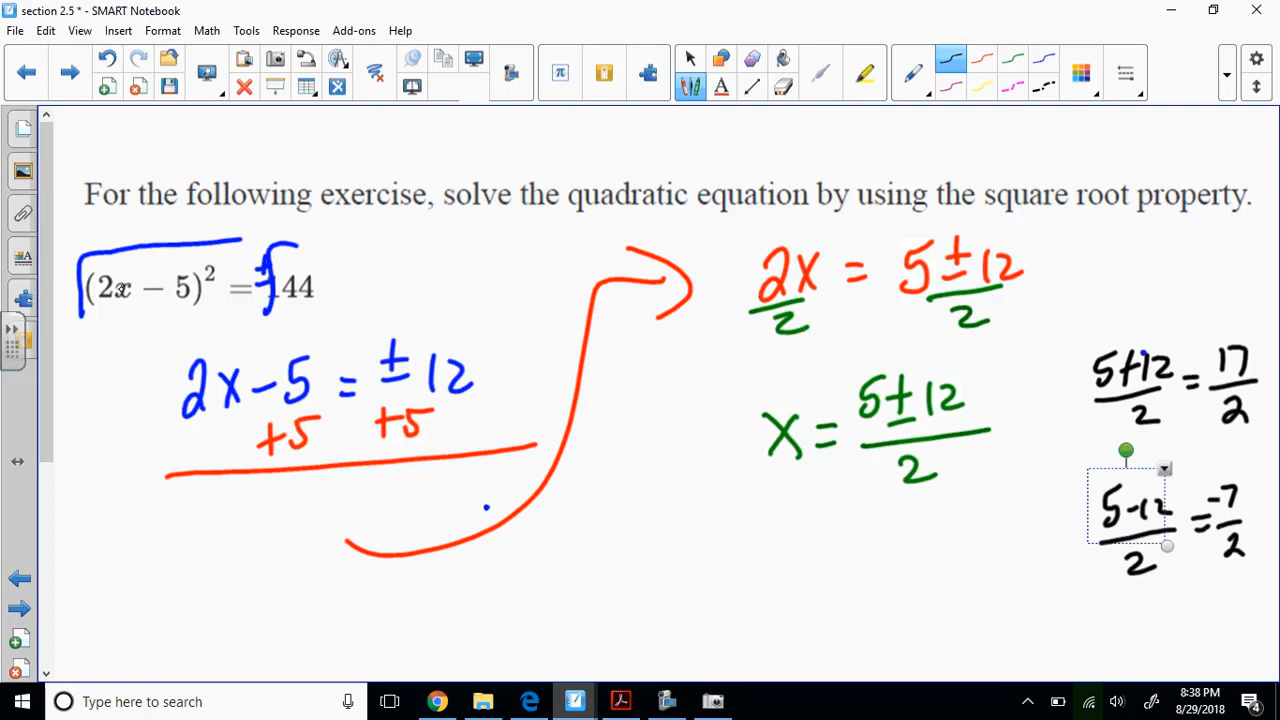 section 2.5 * - SMART Notebook
File Edit View Insert Format Math Tools Response Add-ons Help
For the following exercise, solve the quadratic equation by using the square root property.
√(2x − 5)² = ±√144
2x − 5 = ± 12
+5 +5
2x = 5 ± 12
2 2
x = 5 ± 12
2
5+12 = 17
2 2
5-12 = -7
2 2
Type here to search
8:38 PM
8/29/2018
4